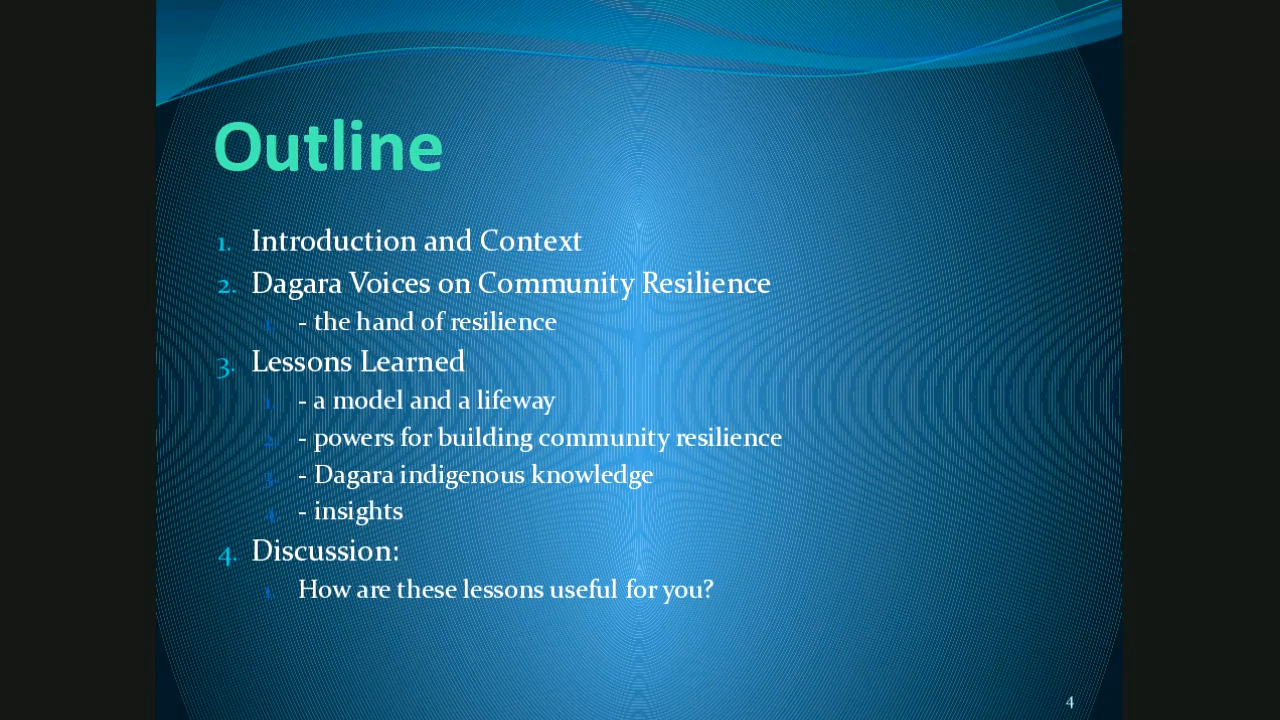 Outline
1. Introduction and Context
2. Dagara Voices on Community Resilience
1. - the hand of resilience
3. Lessons Learned
1. - a model and a lifeway
2. - powers for building community resilience
3. - Dagara indigenous knowledge
4. - insights
4. Discussion:
1. How are these lessons useful for you?
4